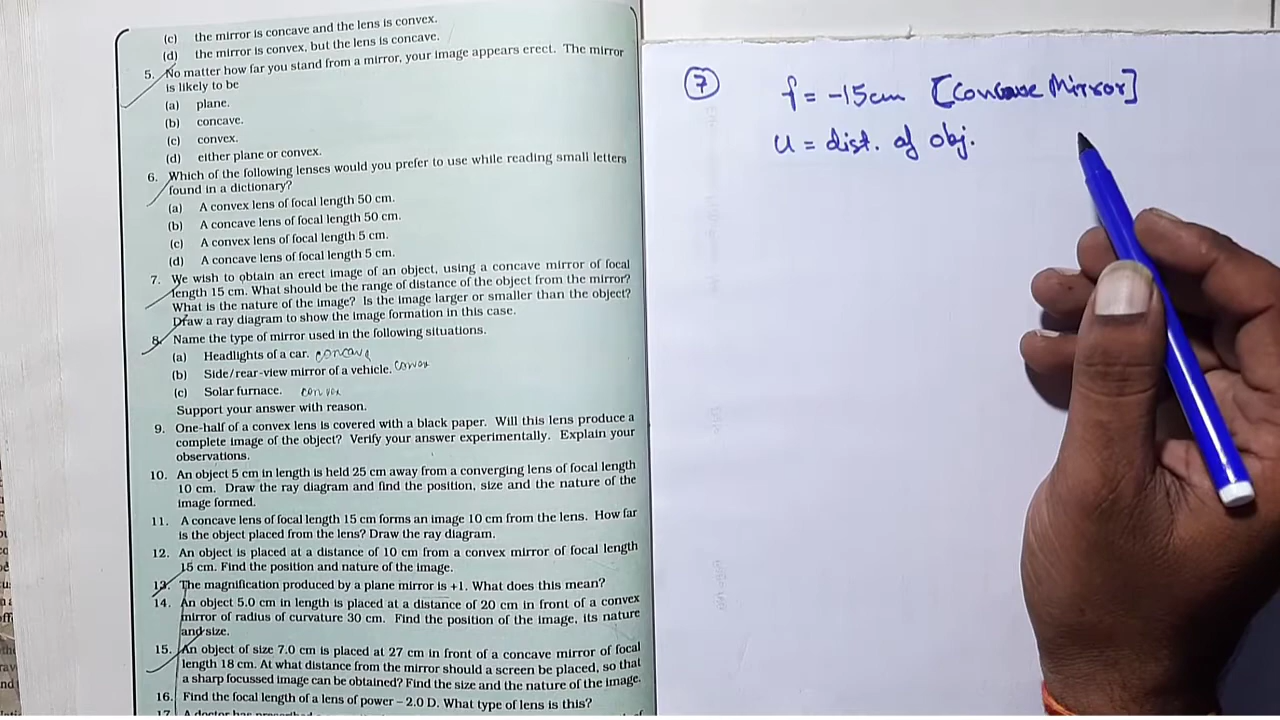 (c) the mirror is concave and the lens is convex.
(d) the mirror is convex, but the lens is concave.
5. No matter how far you stand from a mirror, your image appears erect. The mirror
is likely to be
(a) plane.
(b) concave.
(c) convex.
(d) either plane or convex.
6. Which of the following lenses would you prefer to use while reading small letters
found in a dictionary?
(a) A convex lens of focal length 50 cm.
(b) A concave lens of focal length 50 cm.
(c) A convex lens of focal length 5 cm.
(d) A concave lens of focal length 5 cm.
7. We wish to obtain an erect image of an object, using a concave mirror of focal
length 15 cm. What should be the range of distance of the object from the mirror?
What is the nature of the image? Is the image larger or smaller than the object?
Draw a ray diagram to show the image formation in this case.
8. Name the type of mirror used in the following situations.
(a) Headlights of a car. concave
(b) Side/rear-view mirror of a vehicle. convex
(c) Solar furnace. convex
Support your answer with reason.
9. One-half of a convex lens is covered with a black paper. Will this lens produce a
complete image of the object? Verify your answer experimentally. Explain your
observations.
10. An object 5 cm in length is held 25 cm away from a converging lens of focal length
10 cm. Draw the ray diagram and find the position, size and the nature of the
image formed.
11. A concave lens of focal length 15 cm forms an image 10 cm from the lens. How far
is the object placed from the lens? Draw the ray diagram.
12. An object is placed at a distance of 10 cm from a convex mirror of focal length
15 cm. Find the position and nature of the image.
13. The magnification produced by a plane mirror is +1. What does this mean?
14. An object 5.0 cm in length is placed at a distance of 20 cm in front of a convex
mirror of radius of curvature 30 cm. Find the position of the image, its nature
and size.
15. An object of size 7.0 cm is placed at 27 cm in front of a concave mirror of focal
length 18 cm. At what distance from the mirror should a screen be placed, so that
a sharp focussed image can be obtained? Find the size and the nature of the image.
16. Find the focal length of a lens of power – 2.0 D. What type of lens is this?
17. A doctor has
7 f = -15cm [Concave Mirror]
u = dist. of obj.